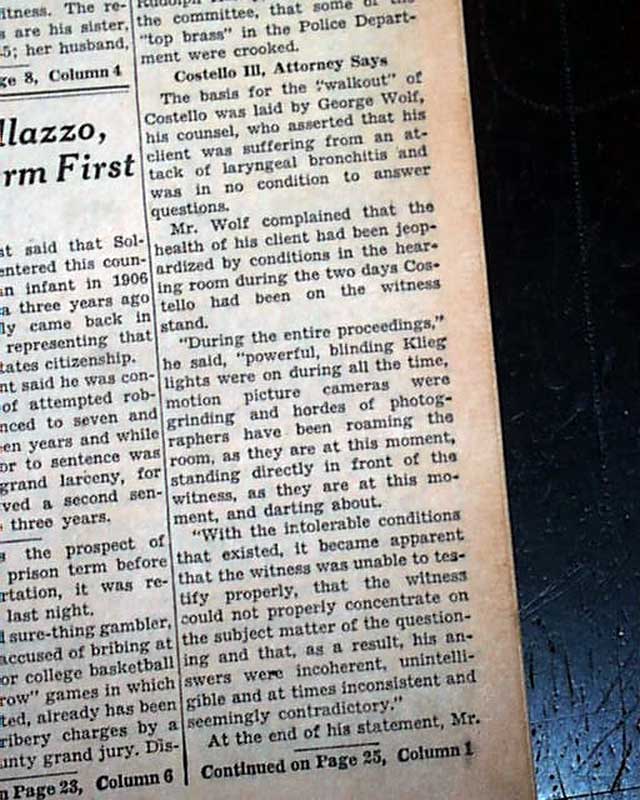 itness. The re-
s are his sister,
5; her husband,
ge 8, Column 4
llazzo,
rm First
st said that Sol-
entered this coun-
an infant in 1906
a three years ago
ly came back in
representing that
tates citizenship.
nt said he was con-
of attempted rob-
nced to seven and
en years and while
or to sentence was
grand larceny, for
ved a second sen-
three years.
s the prospect of
prison term before
rtation, it was re-
last night.
sure-thing gambler,
accused of bribing at
or college basketball
row" games in which
ted, already has been
ribery charges by a
unty grand jury. Dis-
n Page 23, Column 6
the committee, that some of the
"top brass" in the Police Depart-
ment were crooked.
Costello Ill, Attorney Says
The basis for the "walkout" of
Costello was laid by George Wolf,
his counsel, who asserted that his
client was suffering from an at-
tack of laryngeal bronchitis and
was in no condition to answer
questions.
Mr. Wolf complained that the
health of his client had been jeop-
ardized by conditions in the hear-
ing room during the two days Cos-
tello had been on the witness
stand.
"During the entire proceedings,"
he said, "powerful, blinding Klieg
lights were on during all the time,
motion picture cameras were
grinding and hordes of photog-
raphers have been roaming the
room, as they are at this moment,
standing directly in front of the
witness, as they are at this mo-
ment, and darting about.
"With the intolerable conditions
that existed, it became apparent
that the witness was unable to tes-
tify properly, that the witness
could not properly concentrate on
the subject matter of the question-
ing and that, as a result, his an-
swers were incoherent, unintelli-
gible and at times inconsistent and
seemingly contradictory."
At the end of his statement, Mr.
Continued on Page 25, Column 1